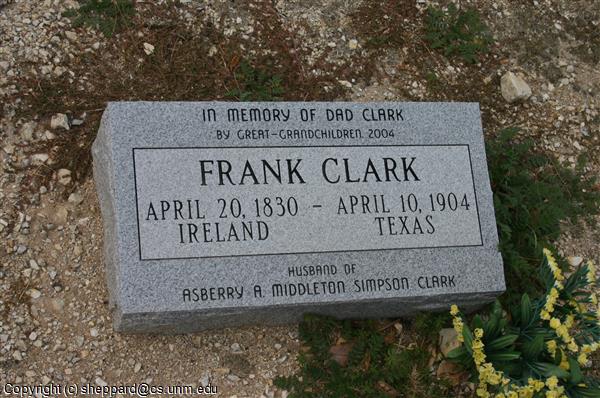 IN MEMORY OF DAD CLARK
BY GREAT-GRANDCHILDREN, 2004
FRANK CLARK
APRIL 20, 1830 - APRIL 10, 1904
IRELAND TEXAS
HUSBAND OF
ASBERRY A. MIDDLETON SIMPSON CLARK
Copyright (c) sheppard@cs.unm.edu